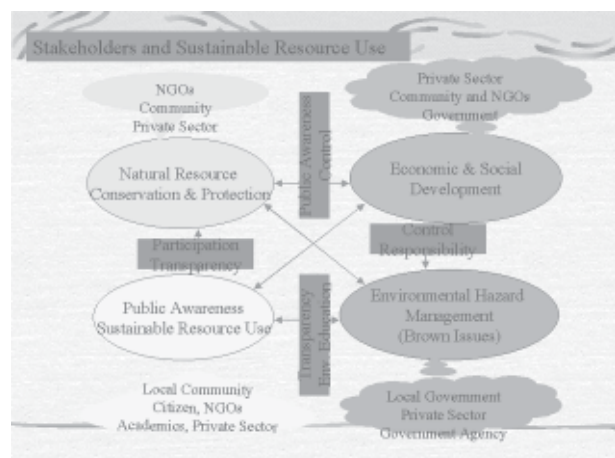 Stakeholders and Sustainable Resource Use
NGOs
Community
Private Sector
Private Sector
Community and NGOs
Government
Natural Resource
Conservation & Protection
Public Awareness
Control
Economic & Social
Development
Participation
Transparency
Control
Responsibility
Public Awareness
Sustainable Resource Use
Transparency
Env. Education
Environmental Hazard
Management
(Brown Issues)
Local Community
Citizen, NGOs
Academics, Private Sector
Local Government
Private Sector
Government Agency